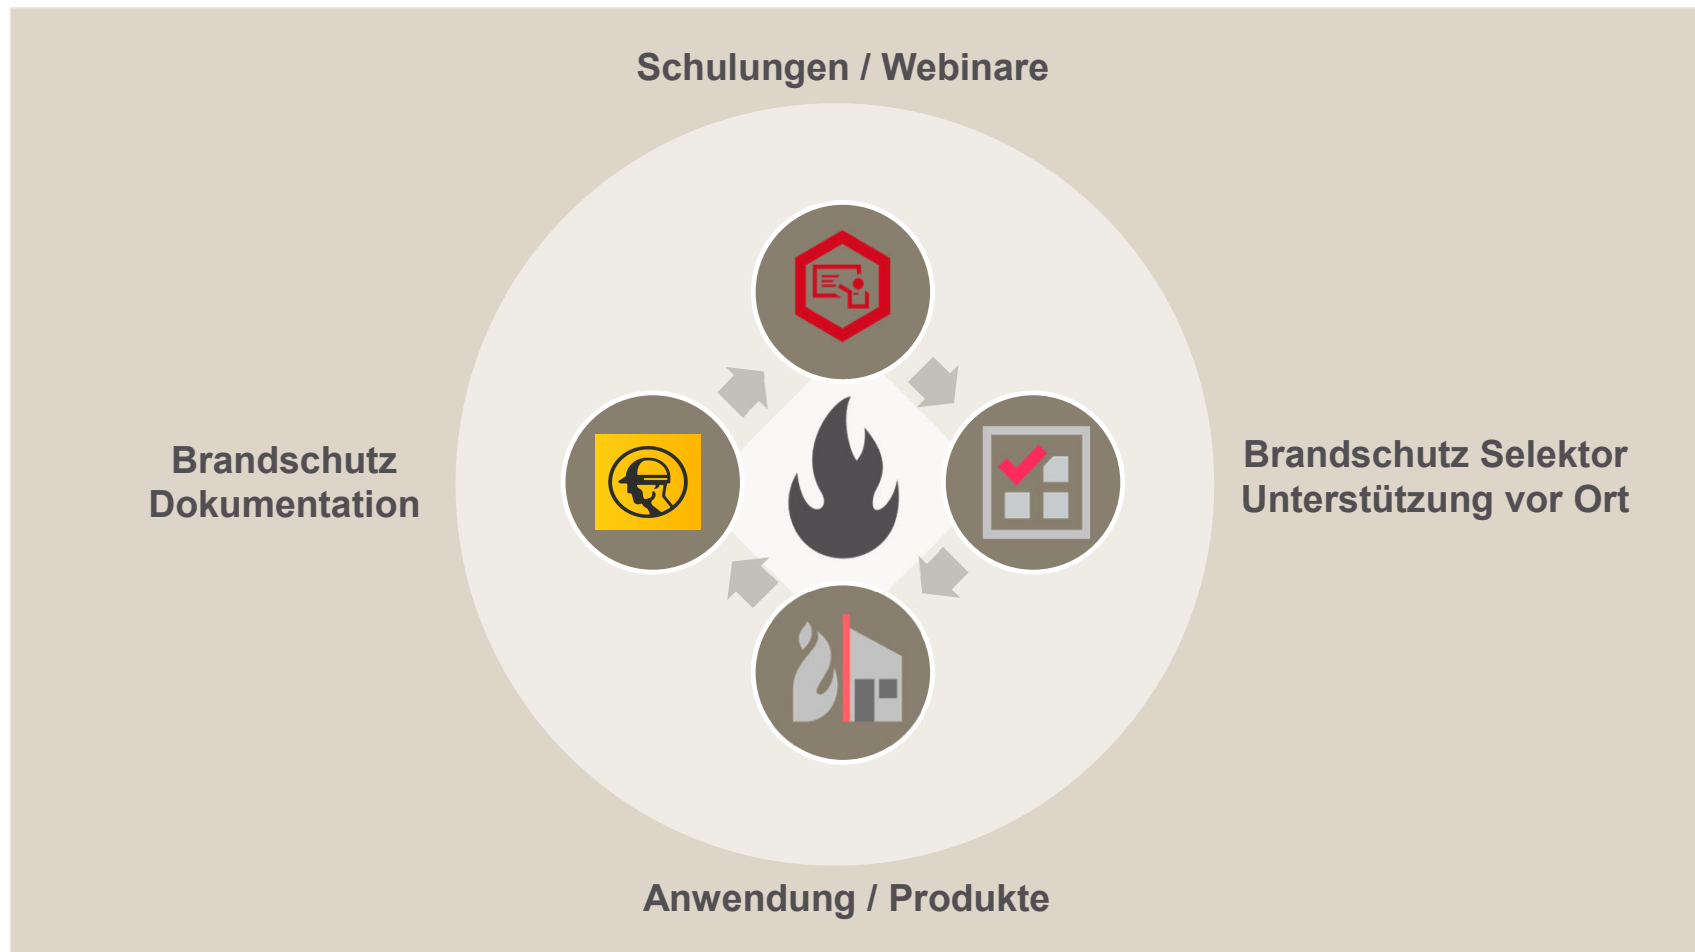 Schulungen / Webinare
Brandschutz
Dokumentation
Brandschutz Selektor
Unterstützung vor Ort
Anwendung / Produkte